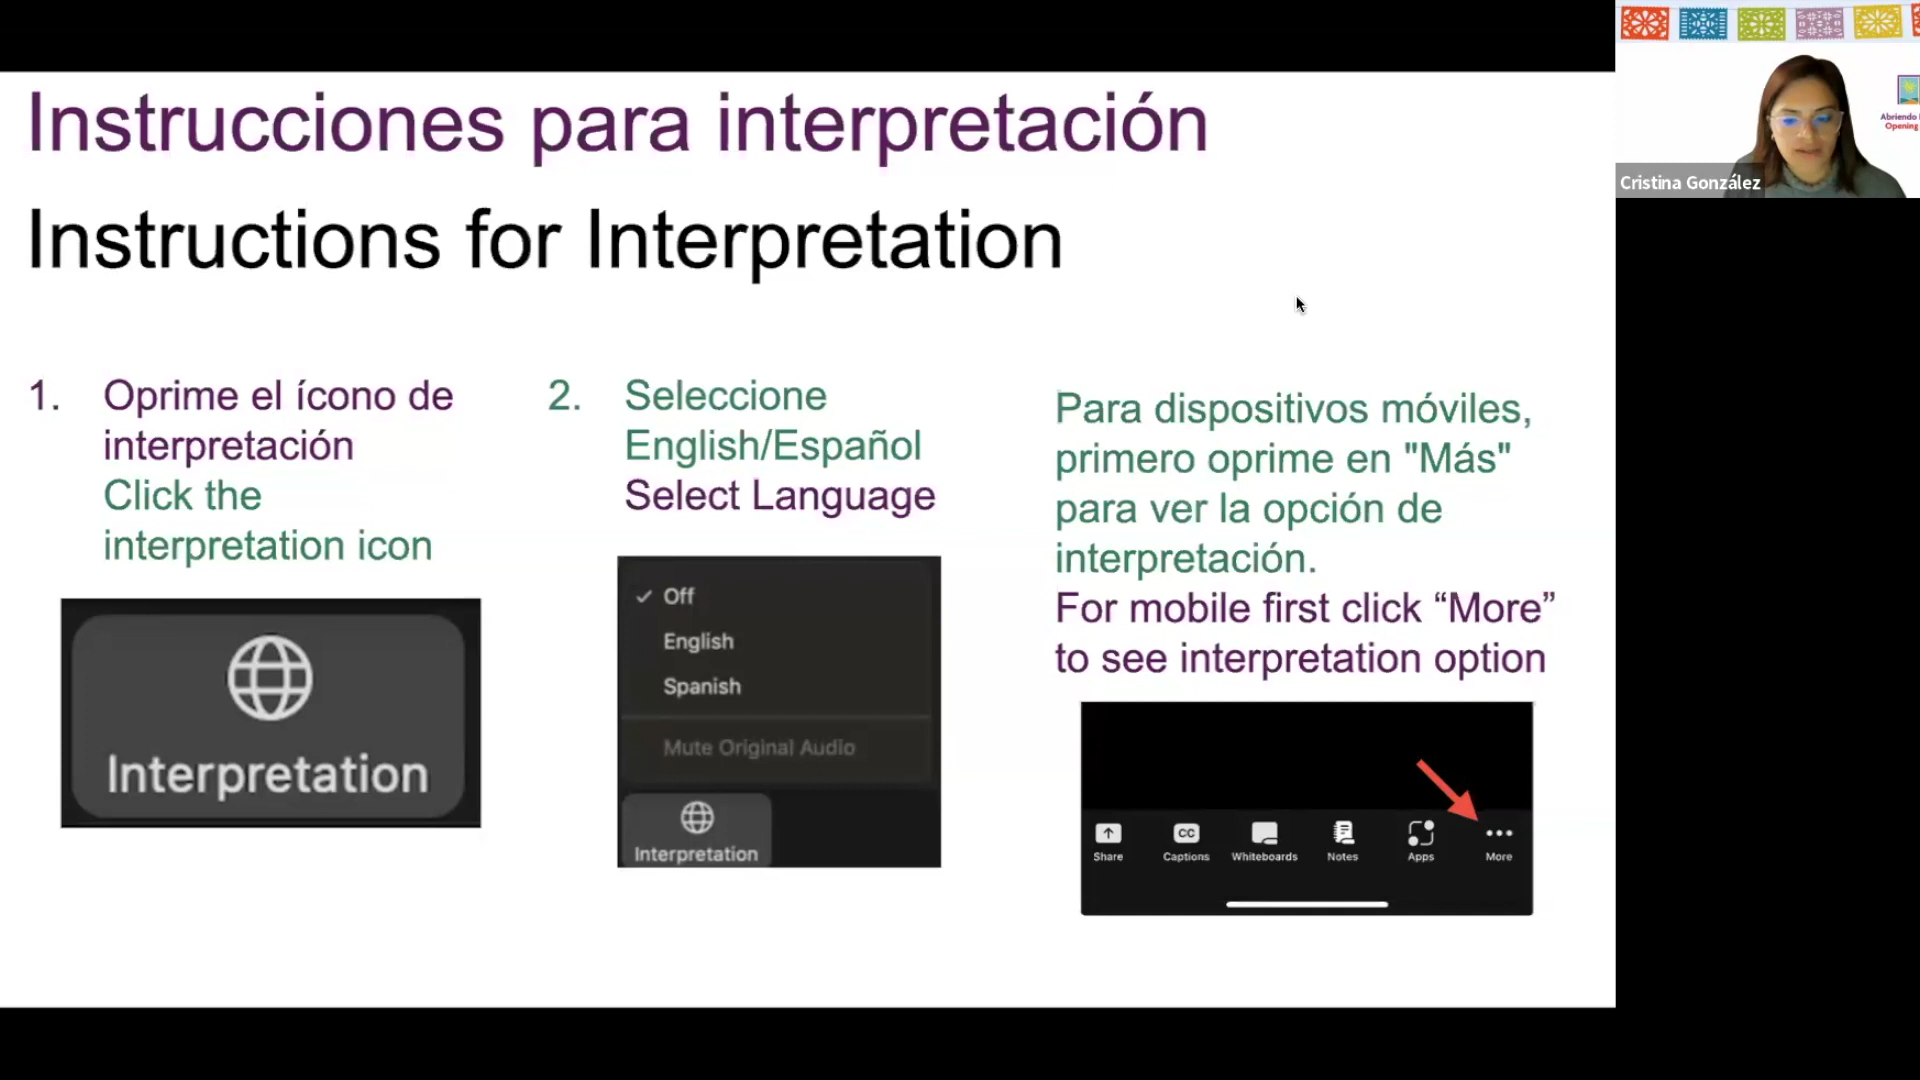 Instrucciones para interpretación
Instructions for Interpretation
1. Oprime el ícono de
interpretación
Click the
interpretation icon
Interpretation
2. Seleccione
English/Español
Select Language
Off
English
Spanish
Mute Original Audio
Interpretation
Para dispositivos móviles,
primero oprime en "Más"
para ver la opción de
interpretación.
For mobile first click “More”
to see interpretation option
Share
CC
Captions
Whiteboards
Notes
Apps
More
Abriendo
Opening
Cristina González